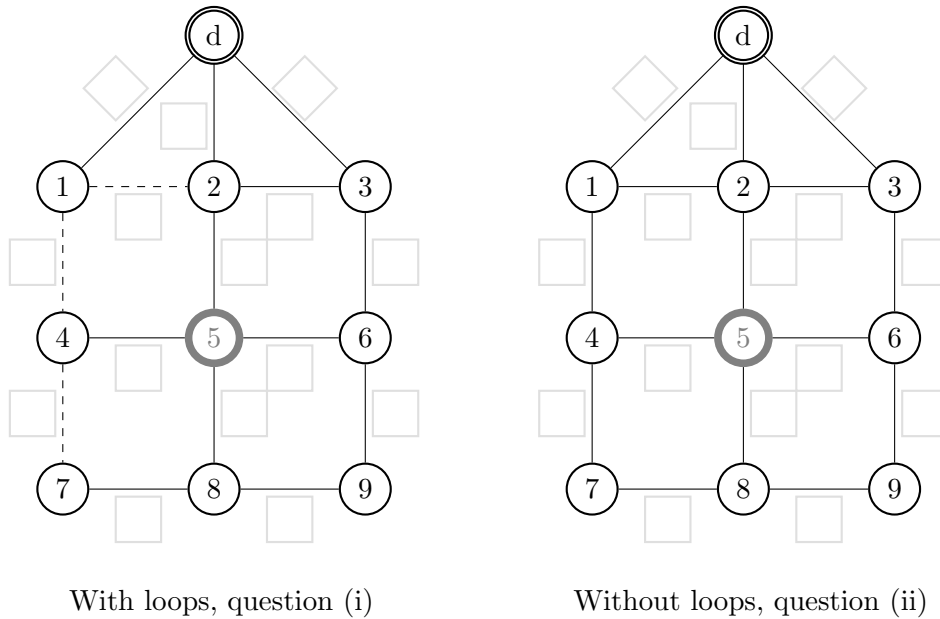 d d
1 2 3 1 2 3
4 5 6 4 5 6
7 8 9 7 8 9
With loops, question (i) Without loops, question (ii)